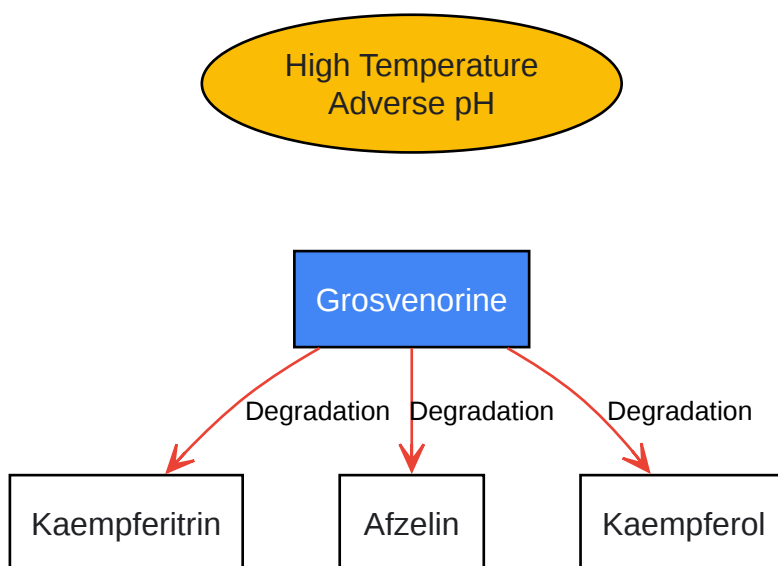 High Temperature
Adverse pH
Grosvenorine
Degradation
Degradation
Degradation
Kaempferitrin
Afzelin
Kaempferol